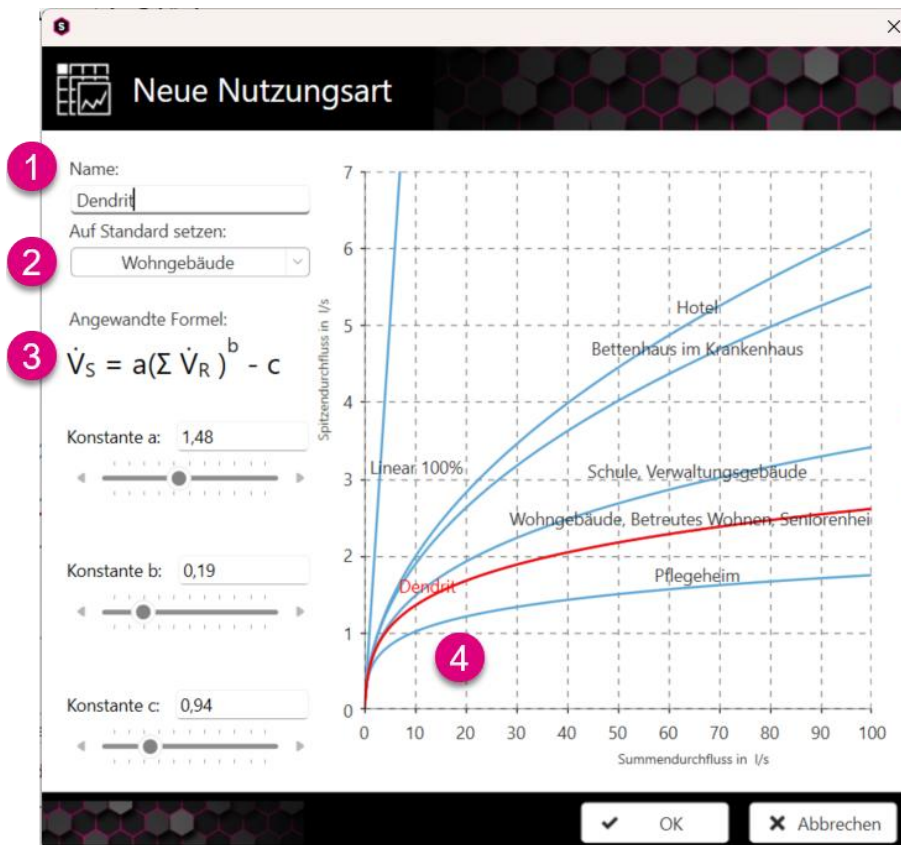 S
Neue Nutzungsart
1
Name:
Dendrit
Auf Standard setzen:
2
Wohngebäude
Angewandte Formel:
3
V̇S = a(Σ V̇R)^b - c
Konstante a: 1,48
Konstante b: 0,19
Konstante c: 0,94
Spitzendurchfluss in l/s
7
6
5
4
3
2
1
0
Hotel
Bettenhaus im Krankenhaus
Linear 100%
Schule, Verwaltungsgebäude
Wohngebäude, Betreutes Wohnen, Seniorenhei
Dendrit
Pflegeheim
4
0 10 20 30 40 50 60 70 80 90 100
Summendurchfluss in l/s
OK
Abbrechen